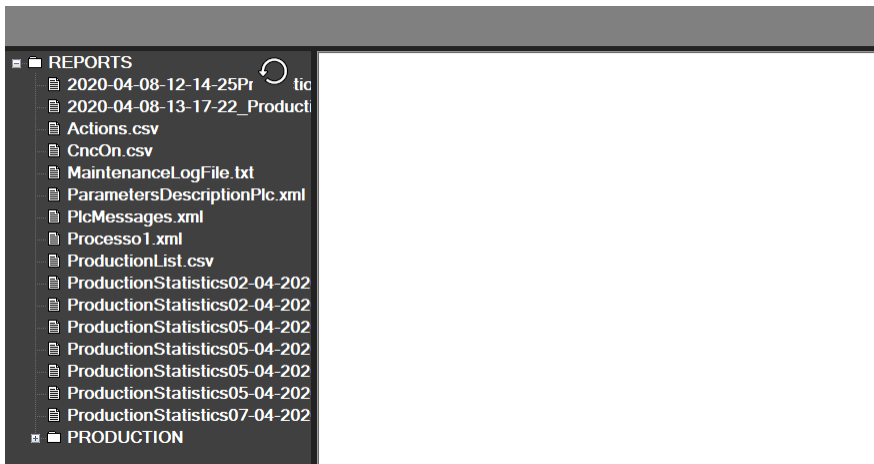 REPORTS
2020-04-08-12-14-25Pr tio
2020-04-08-13-17-22_Producti
Actions.csv
CncOn.csv
MaintenanceLogFile.txt
ParametersDescriptionPlc.xml
PlcMessages.xml
Processo1.xml
ProductionList.csv
ProductionStatistics02-04-202
ProductionStatistics02-04-202
ProductionStatistics05-04-202
ProductionStatistics05-04-202
ProductionStatistics05-04-202
ProductionStatistics05-04-202
ProductionStatistics07-04-202
PRODUCTION